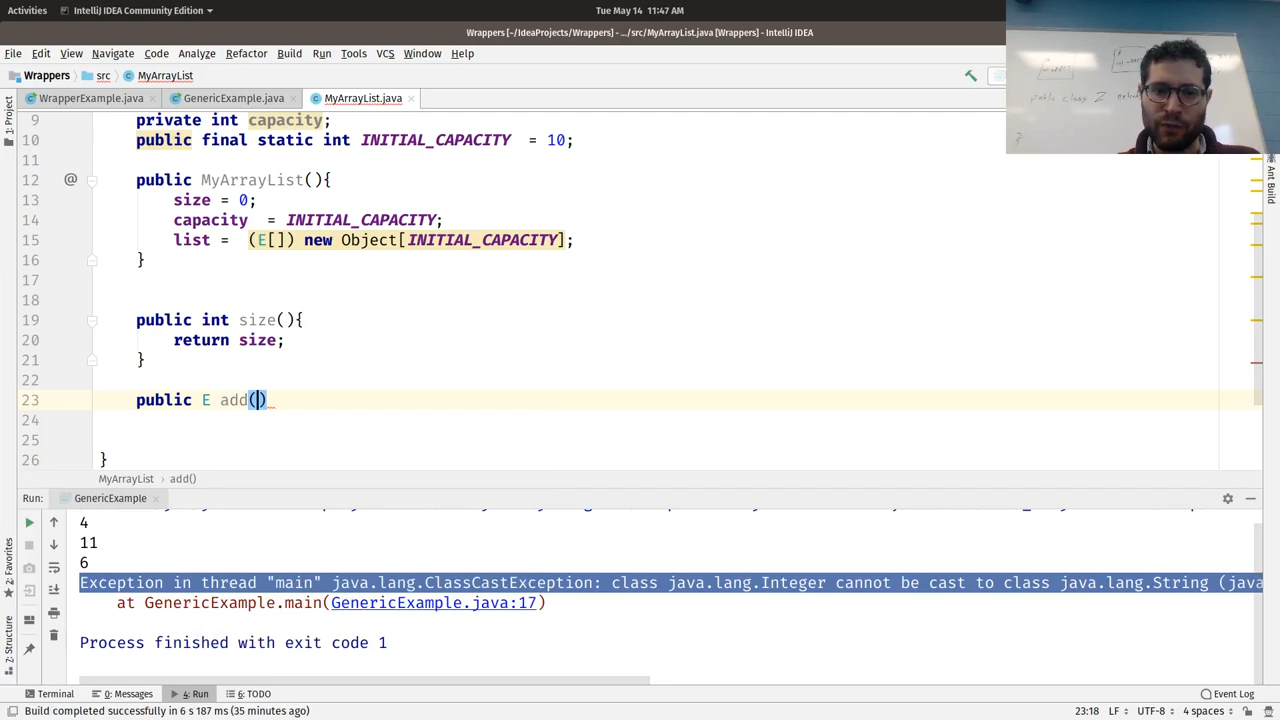 Activities IntelliJ IDEA Community Edition Tue May 14 11:47 AM
Wrappers [~/IdeaProjects/Wrappers] - .../src/MyArrayList.java [Wrappers] - IntelliJ IDEA
File Edit View Navigate Code Analyze Refactor Build Run Tools VCS Window Help
Wrappers src MyArrayList
WrapperExample.java GenericExample.java MyArrayList.java
public class Z
1: Project
Ant Build
9 private int capacity;
10 public final static int INITIAL_CAPACITY = 10;
11
12 @ public MyArrayList(){
13 size = 0;
14 capacity = INITIAL_CAPACITY;
15 list = (E[]) new Object[INITIAL_CAPACITY];
16 }
17
18
19 public int size(){
20 return size;
21 }
22
23 public E add()
24
25
26 }
MyArrayList › add()
Run: GenericExample
4
11
6
Exception in thread "main" java.lang.ClassCastException: class java.lang.Integer cannot be cast to class java.lang.String (java
at GenericExample.main(GenericExample.java:17)
Process finished with exit code 1
2: Favorites
7: Structure
Terminal 0: Messages 4: Run 6: TODO Event Log
Build completed successfully in 6 s 187 ms (35 minutes ago) 23:18 LF UTF-8 4 spaces